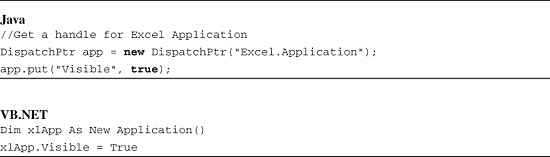 Java
//Get a handle for Excel Application
DispatchPtr app = new DispatchPtr("Excel.Application");
app.put("Visible", true);
VB.NET
Dim xlApp As New Application()
xlApp.Visible = True